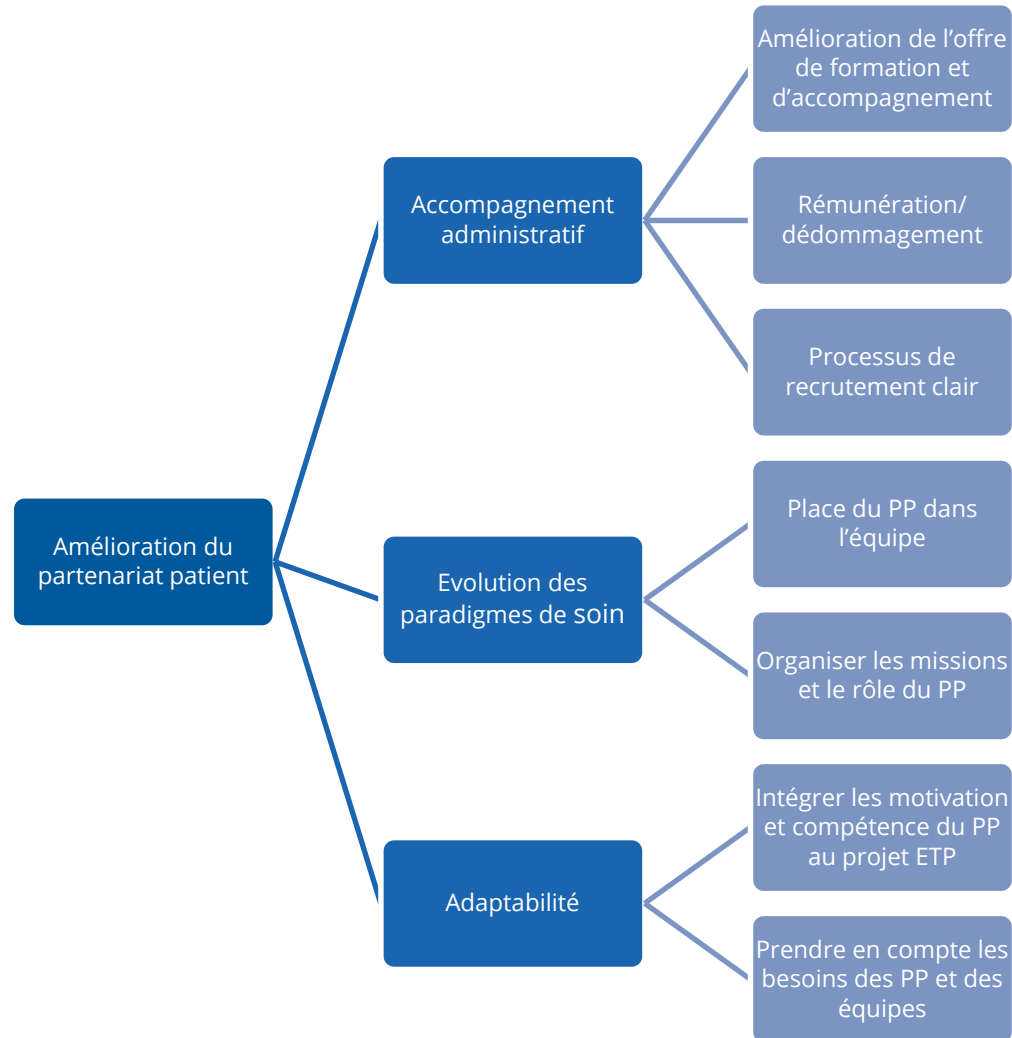 Amélioration du
partenariat patient
Accompagnement
administratif
Amélioration de l’offre
de formation et
d’accompagnement
Rémunération/
dédommagement
Processus de
recrutement clair
Evolution des
paradigmes de soin
Place du PP dans
l’équipe
Organiser les missions
et le rôle du PP
Adaptabilité
Intégrer les motivation
et compétence du PP
au projet ETP
Prendre en compte les
besoins des PP et des
équipes